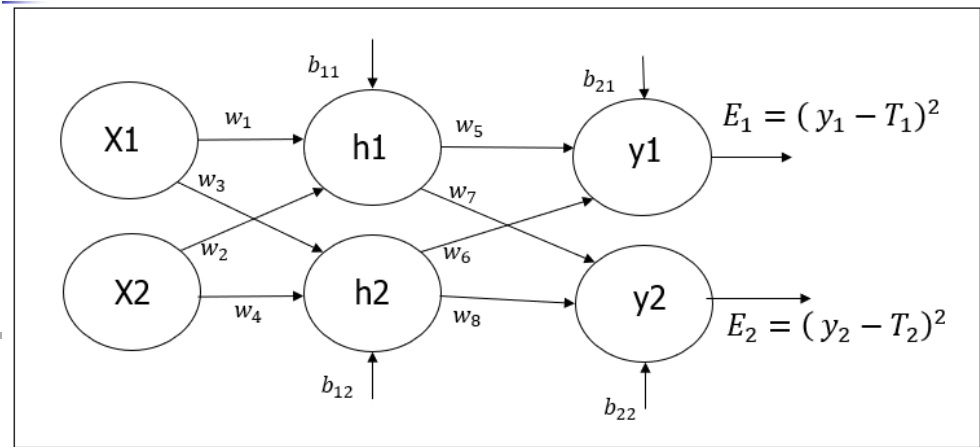 b₁₁
b₂₁
E₁ = ( y₁ − T₁)²
X1
w₁
h1
w₅
y1
w₃
w₇
w₂
w₆
X2
w₄
h2
w₈
y2
E₂ = ( y₂ − T₂)²
b₁₂
b₂₂